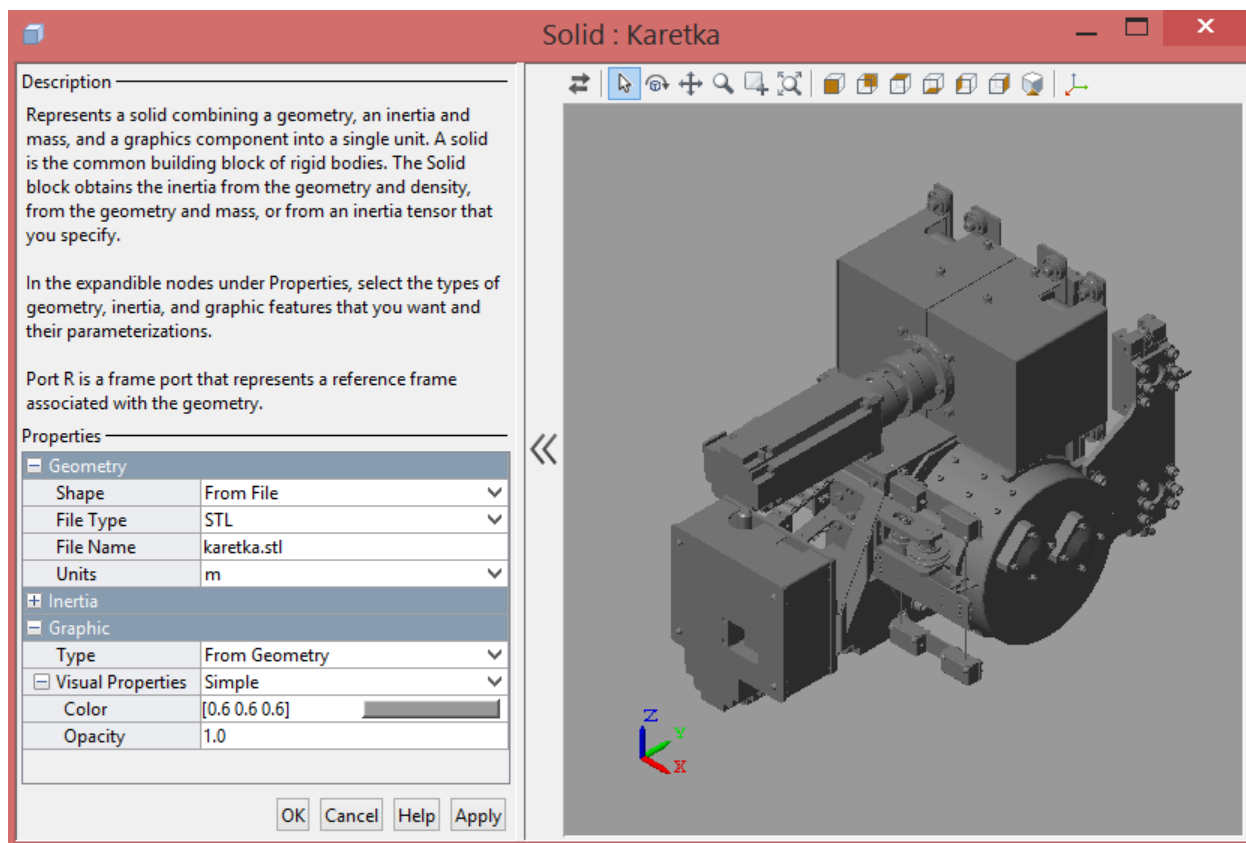 Solid : Karetka
Description
Represents a solid combining a geometry, an inertia and
mass, and a graphics component into a single unit. A solid
is the common building block of rigid bodies. The Solid
block obtains the inertia from the geometry and density,
from the geometry and mass, or from an inertia tensor that
you specify.
In the expandible nodes under Properties, select the types of
geometry, inertia, and graphic features that you want and
their parameterizations.
Port R is a frame port that represents a reference frame
associated with the geometry.
Properties
Geometry
Shape From File
File Type STL
File Name karetka.stl
Units m
Inertia
Graphic
Type From Geometry
Visual Properties Simple
Color [0.6 0.6 0.6]
Opacity 1.0
OK Cancel Help Apply
Z
Y
X